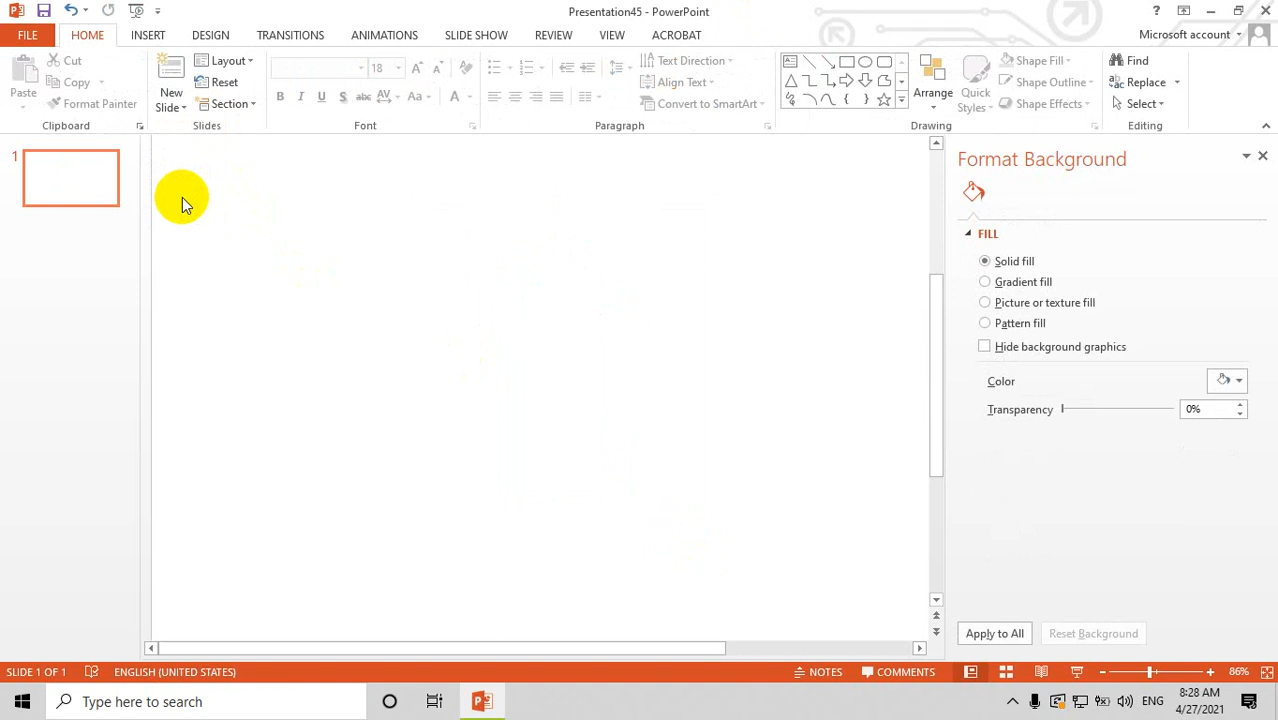 Presentation45 - PowerPoint
FILE HOME INSERT DESIGN TRANSITIONS ANIMATIONS SLIDE SHOW REVIEW VIEW ACROBAT Microsoft account
Paste
Cut
Copy
Format Painter
Clipboard
New Slide
Layout
Reset
Section
Slides
18
B I U S abc AV Aa A
Font
Text Direction
Align Text
Convert to SmartArt
Paragraph
Arrange
Quick Styles
Shape Fill
Shape Outline
Shape Effects
Drawing
Find
Replace
Select
Editing
1
Format Background
FILL
Solid fill
Gradient fill
Picture or texture fill
Pattern fill
Hide background graphics
Color
Transparency 0%
Apply to All Reset Background
SLIDE 1 OF 1 ENGLISH (UNITED STATES) NOTES COMMENTS 86%
Type here to search
ENG
8:28 AM
4/27/2021